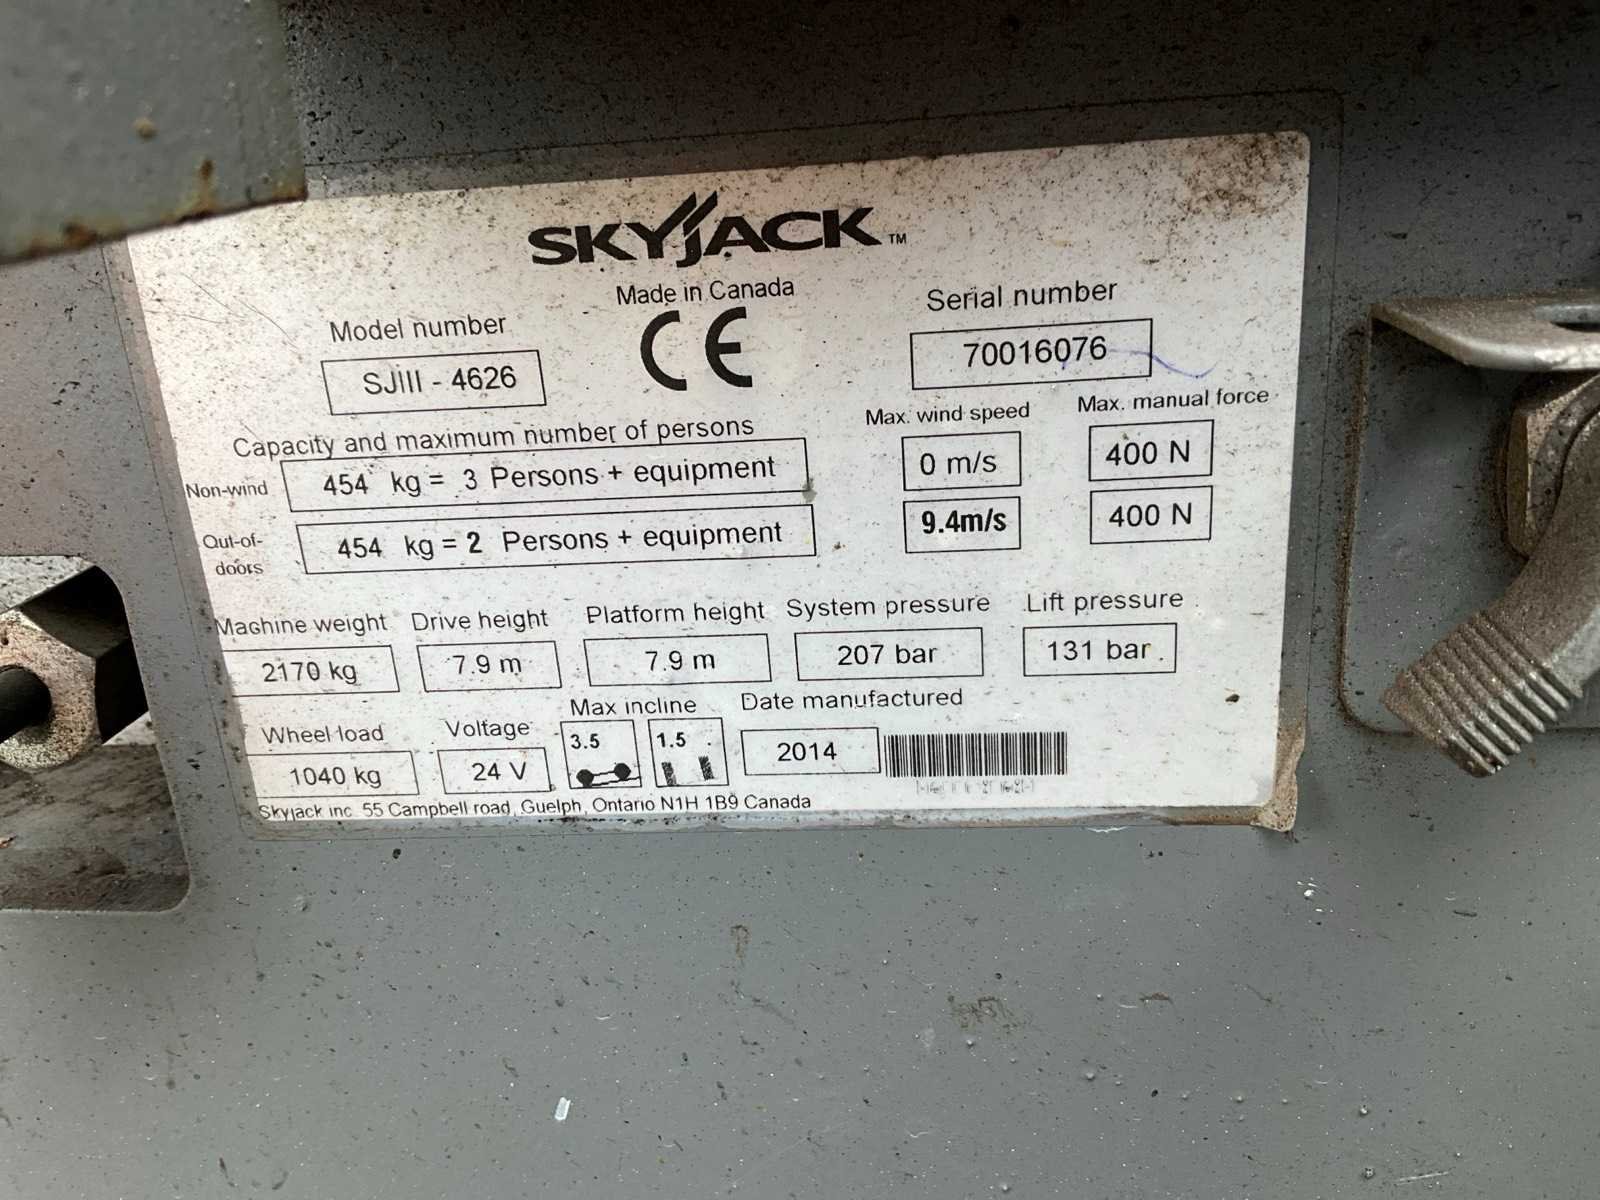 SKYJACK™
Made in Canada
CE
Model number
SJIII - 4626
Serial number
70016076
Capacity and maximum number of persons
Max. wind speed
Max. manual force
Non-wind
454 kg = 3 Persons + equipment
0 m/s
400 N
Out-of-
doors
454 kg = 2 Persons + equipment
9.4m/s
400 N
Machine weight
Drive height
Platform height
System pressure
Lift pressure
2170 kg
7.9 m
7.9 m
207 bar
131 bar
Wheel load
Voltage
Max incline
Date manufactured
1040 kg
24 V
3.5
1.5
2014
Skyjack inc. 55 Campbell road, Guelph, Ontario N1H 1B9 Canada